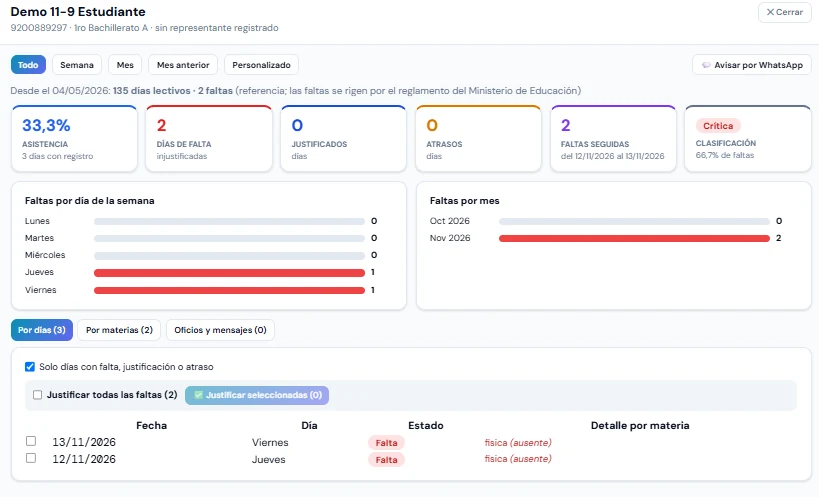 Demo 11-9 Estudiante
9200889297 · 1ro Bachillerato A · sin representante registrado
Cerrar
Todo Semana Mes Mes anterior Personalizado Avisar por WhatsApp
Desde el 04/05/2026: 135 días lectivos · 2 faltas (referencia; las faltas se rigen por el reglamento del Ministerio de Educación)
33,3%
ASISTENCIA
3 días con registro
2
DÍAS DE FALTA
injustificadas
0
JUSTIFICADOS
días
0
ATRASOS
días
2
FALTAS SEGUIDAS
del 12/11/2026 al 13/11/2026
Crítica
CLASIFICACIÓN
66,7% de faltas
Faltas por día de la semana
Lunes 0
Martes 0
Miércoles 0
Jueves 1
Viernes 1
Faltas por mes
Oct 2026 0
Nov 2026 2
Por días (3) Por materias (2) Oficios y mensajes (0)
Solo días con falta, justificación o atraso
Justificar todas las faltas (2) Justificar seleccionadas (0)
Fecha Día Estado Detalle por materia
13/11/2026 Viernes Falta fisica (ausente)
12/11/2026 Jueves Falta fisica (ausente)